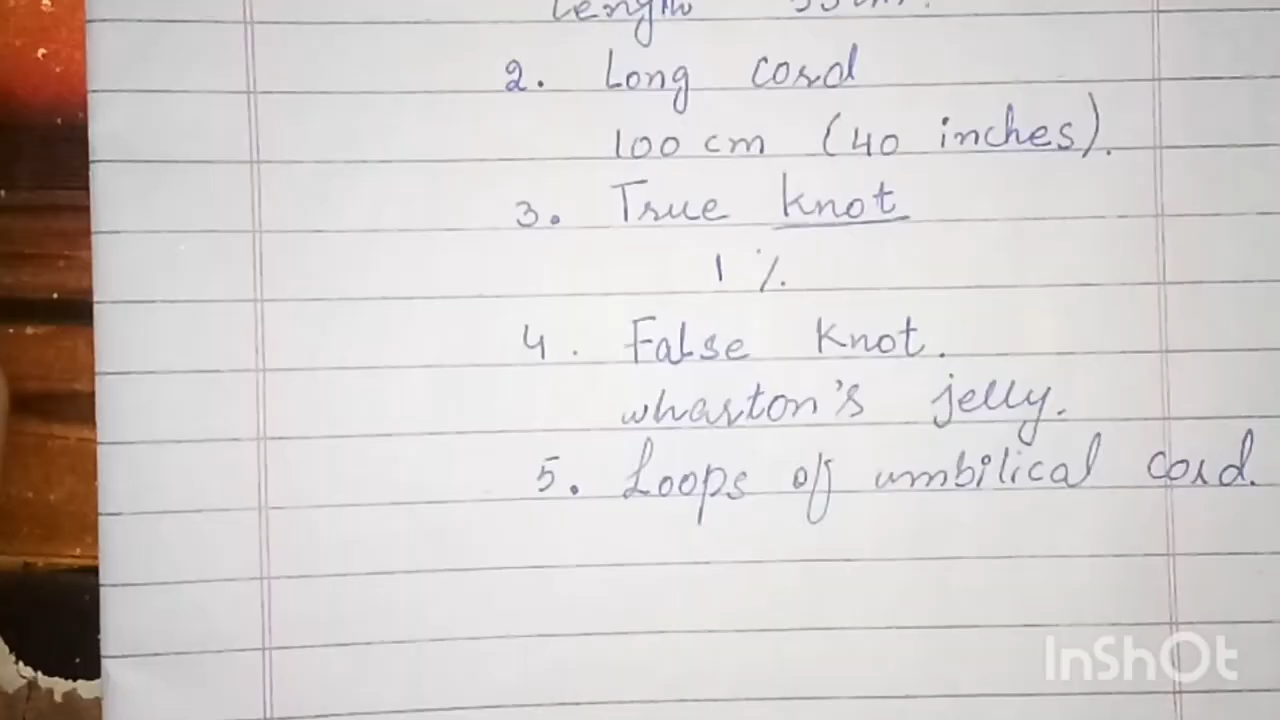 length
2. Long cord
100 cm (40 inches).
3. True knot
1 %.
4. False knot.
wharton's jelly.
5. Loops of umbilical cord.
InShOt